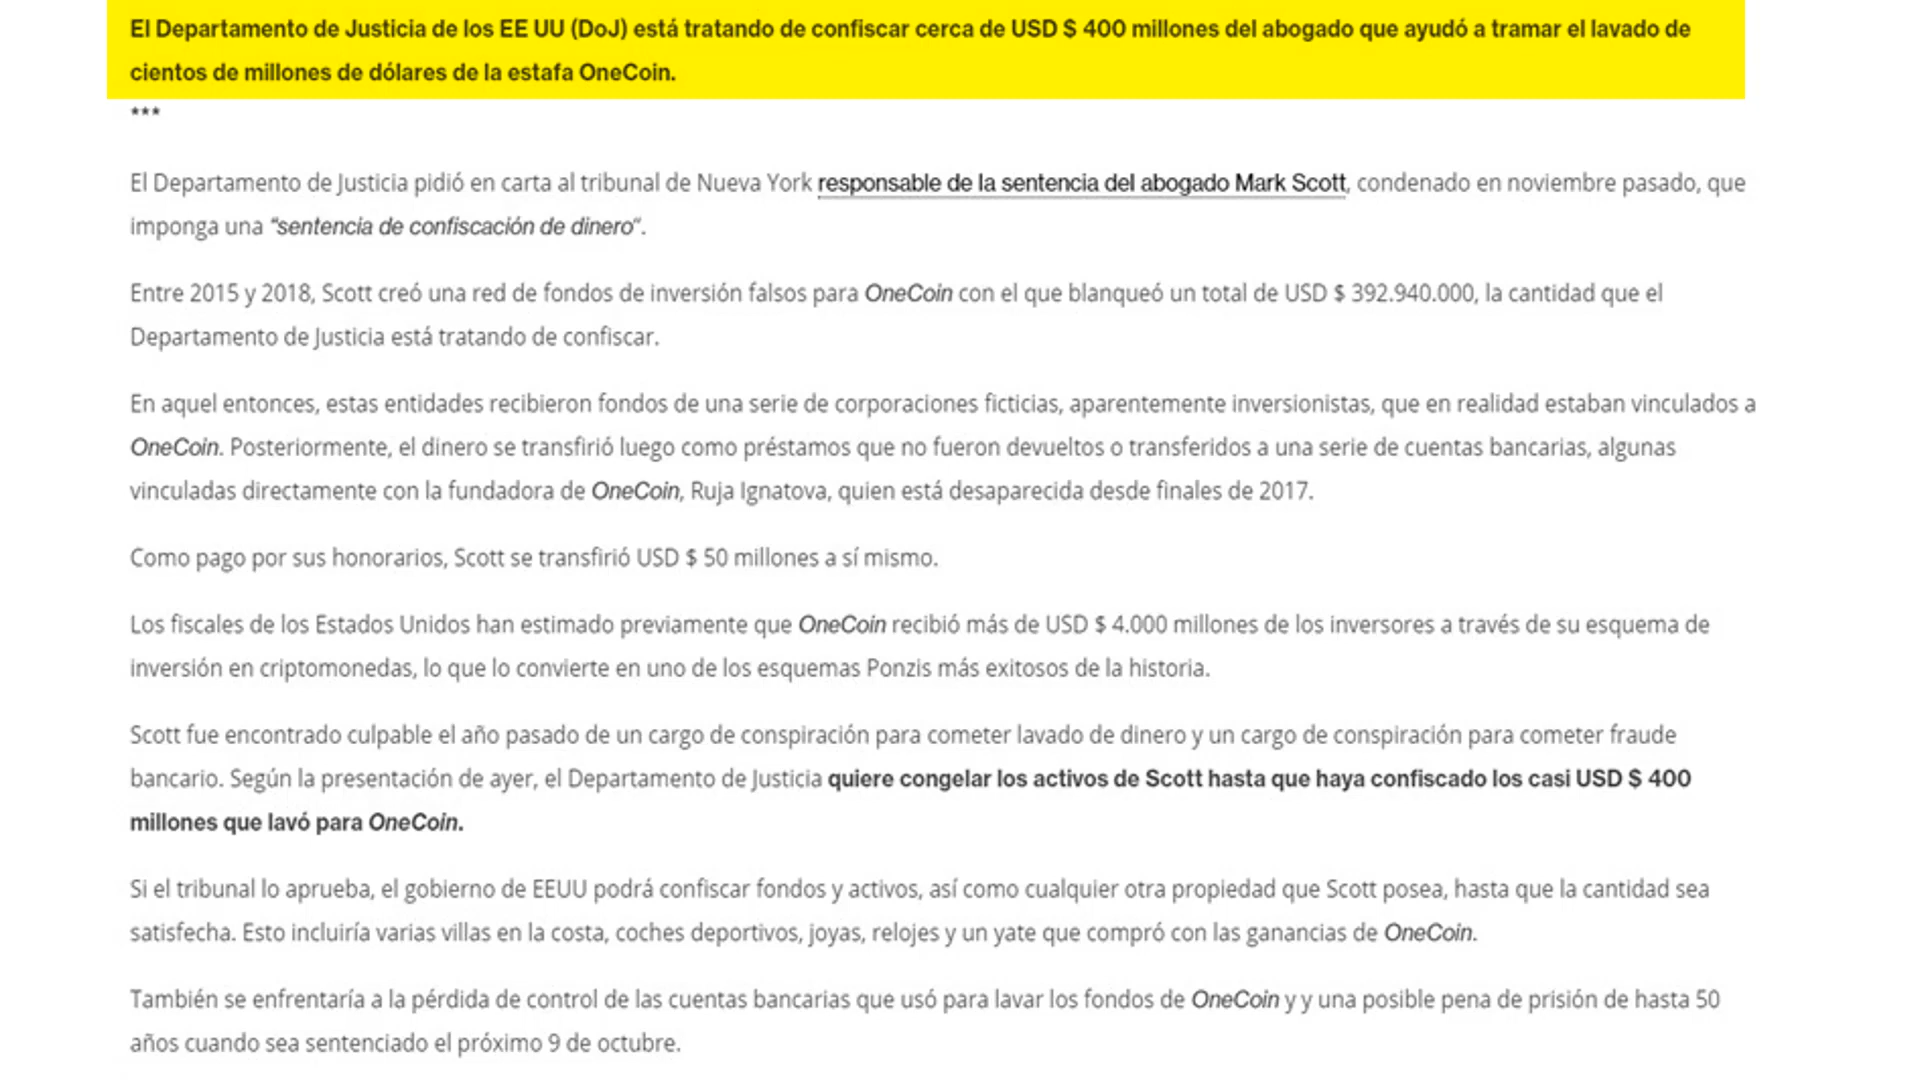 El Departamento de Justicia de los EE UU (DoJ) está tratando de confiscar cerca de USD $ 400 millones del abogado que ayudó a tramar el lavado de
cientos de millones de dólares de la estafa OneCoin.
***
El Departamento de Justicia pidió en carta al tribunal de Nueva York responsable de la sentencia del abogado Mark Scott, condenado en noviembre pasado, que
imponga una “sentencia de confiscación de dinero“.
Entre 2015 y 2018, Scott creó una red de fondos de inversión falsos para OneCoin con el que blanqueó un total de USD $ 392.940.000, la cantidad que el
Departamento de Justicia está tratando de confiscar.
En aquel entonces, estas entidades recibieron fondos de una serie de corporaciones ficticias, aparentemente inversionistas, que en realidad estaban vinculados a
OneCoin. Posteriormente, el dinero se transfirió luego como préstamos que no fueron devueltos o transferidos a una serie de cuentas bancarias, algunas
vinculadas directamente con la fundadora de OneCoin, Ruja Ignatova, quien está desaparecida desde finales de 2017.
Como pago por sus honorarios, Scott se transfirió USD $ 50 millones a sí mismo.
Los fiscales de los Estados Unidos han estimado previamente que OneCoin recibió más de USD $ 4.000 millones de los inversores a través de su esquema de
inversión en criptomonedas, lo que lo convierte en uno de los esquemas Ponzis más exitosos de la historia.
Scott fue encontrado culpable el año pasado de un cargo de conspiración para cometer lavado de dinero y un cargo de conspiración para cometer fraude
bancario. Según la presentación de ayer, el Departamento de Justicia quiere congelar los activos de Scott hasta que haya confiscado los casi USD $ 400
millones que lavó para OneCoin.
Si el tribunal lo aprueba, el gobierno de EEUU podrá confiscar fondos y activos, así como cualquier otra propiedad que Scott posea, hasta que la cantidad sea
satisfecha. Esto incluiría varias villas en la costa, coches deportivos, joyas, relojes y un yate que compró con las ganancias de OneCoin.
También se enfrentaría a la pérdida de control de las cuentas bancarias que usó para lavar los fondos de OneCoin y y una posible pena de prisión de hasta 50
años cuando sea sentenciado el próximo 9 de octubre.